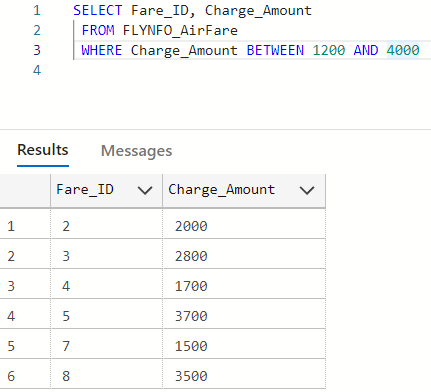 1 SELECT Fare_ID, Charge_Amount
2 FROM FLYNFO_AirFare
3 WHERE Charge_Amount BETWEEN 1200 AND 4000
4
Results Messages
Fare_ID Charge_Amount
1 2 2000
2 3 2800
3 4 1700
4 5 3700
5 7 1500
6 8 3500